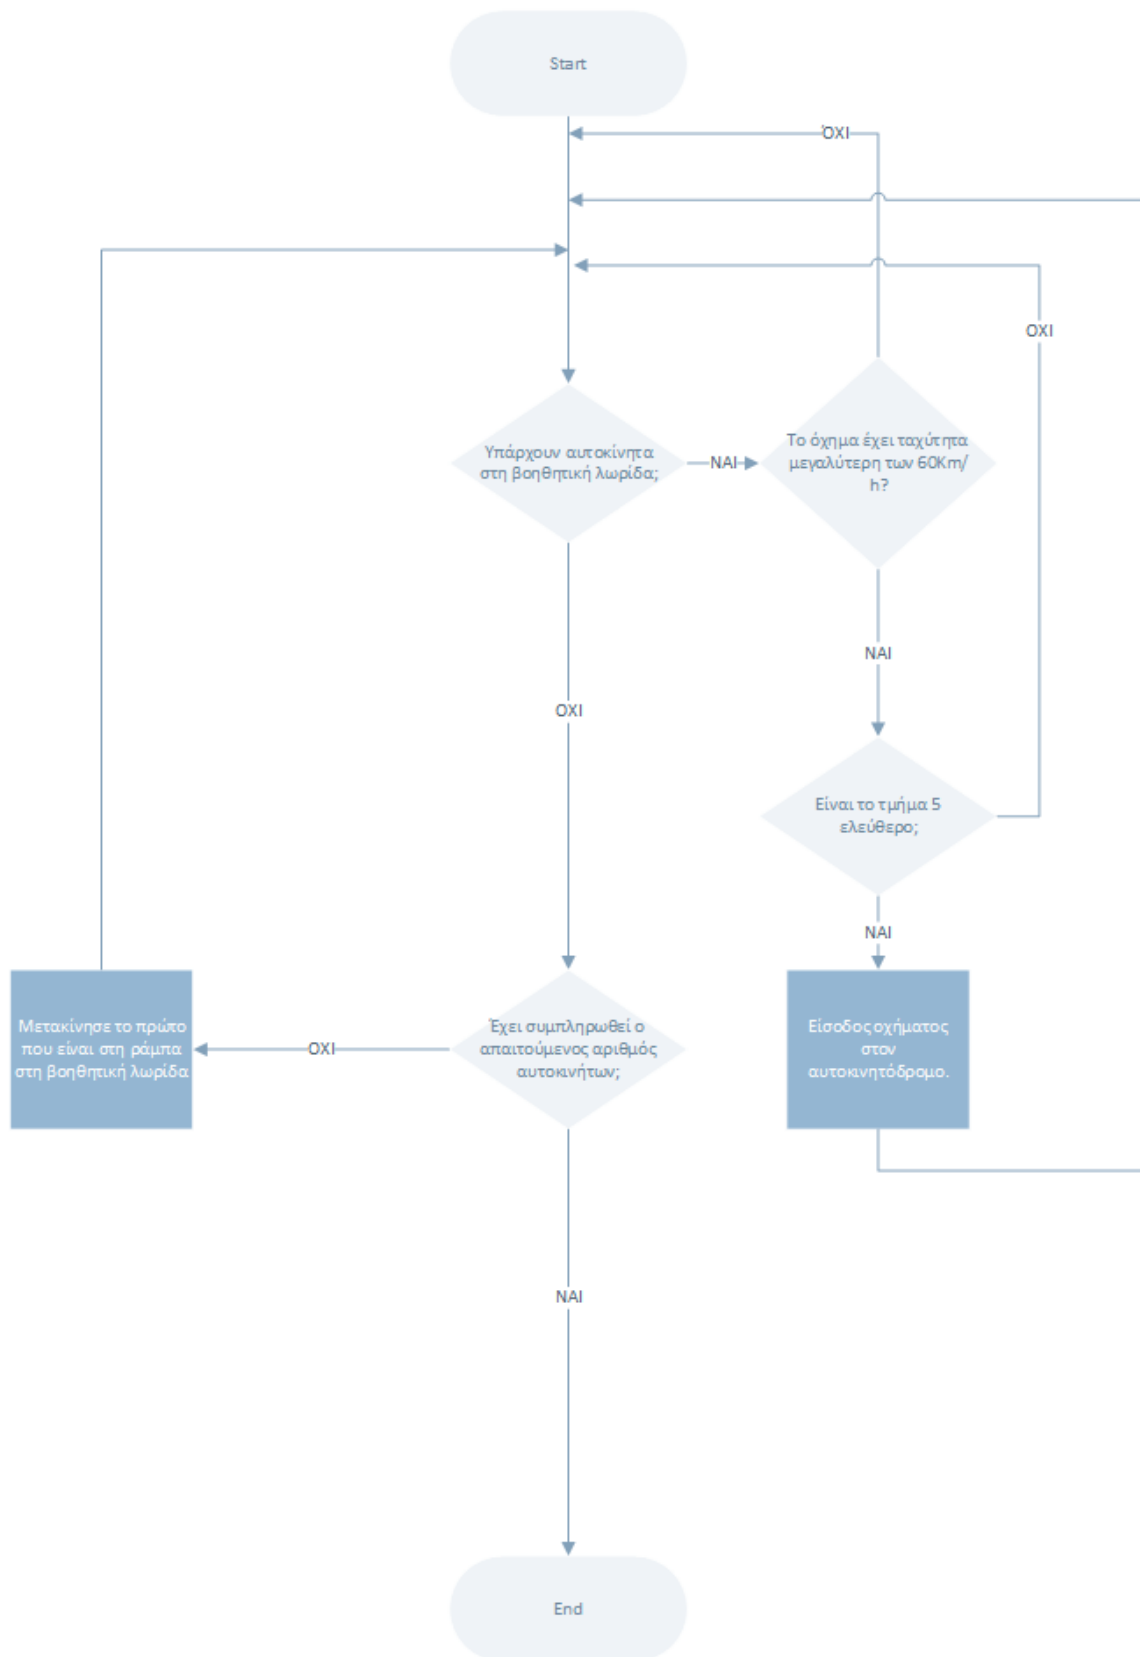 Start
ΌΧΙ
ΟΧΙ
Υπάρχουν αυτοκίνητα
στη βοηθητική λωρίδα;
ΝΑΙ
Το όχημα έχει ταχύτητα
μεγαλύτερη των 60Km/
h?
ΝΑΙ
ΟΧΙ
Είναι το τμήμα 5
ελεύθερο;
ΝΑΙ
Μετακίνησε το πρώτο
που είναι στη ράμπα
στη βοηθητική λωρίδα
ΟΧΙ
Έχει συμπληρωθεί ο
απαιτούμενος αριθμός
αυτοκινήτων;
Είσοδος οχήματος
στον
αυτοκινητόδρομο.
ΝΑΙ
End